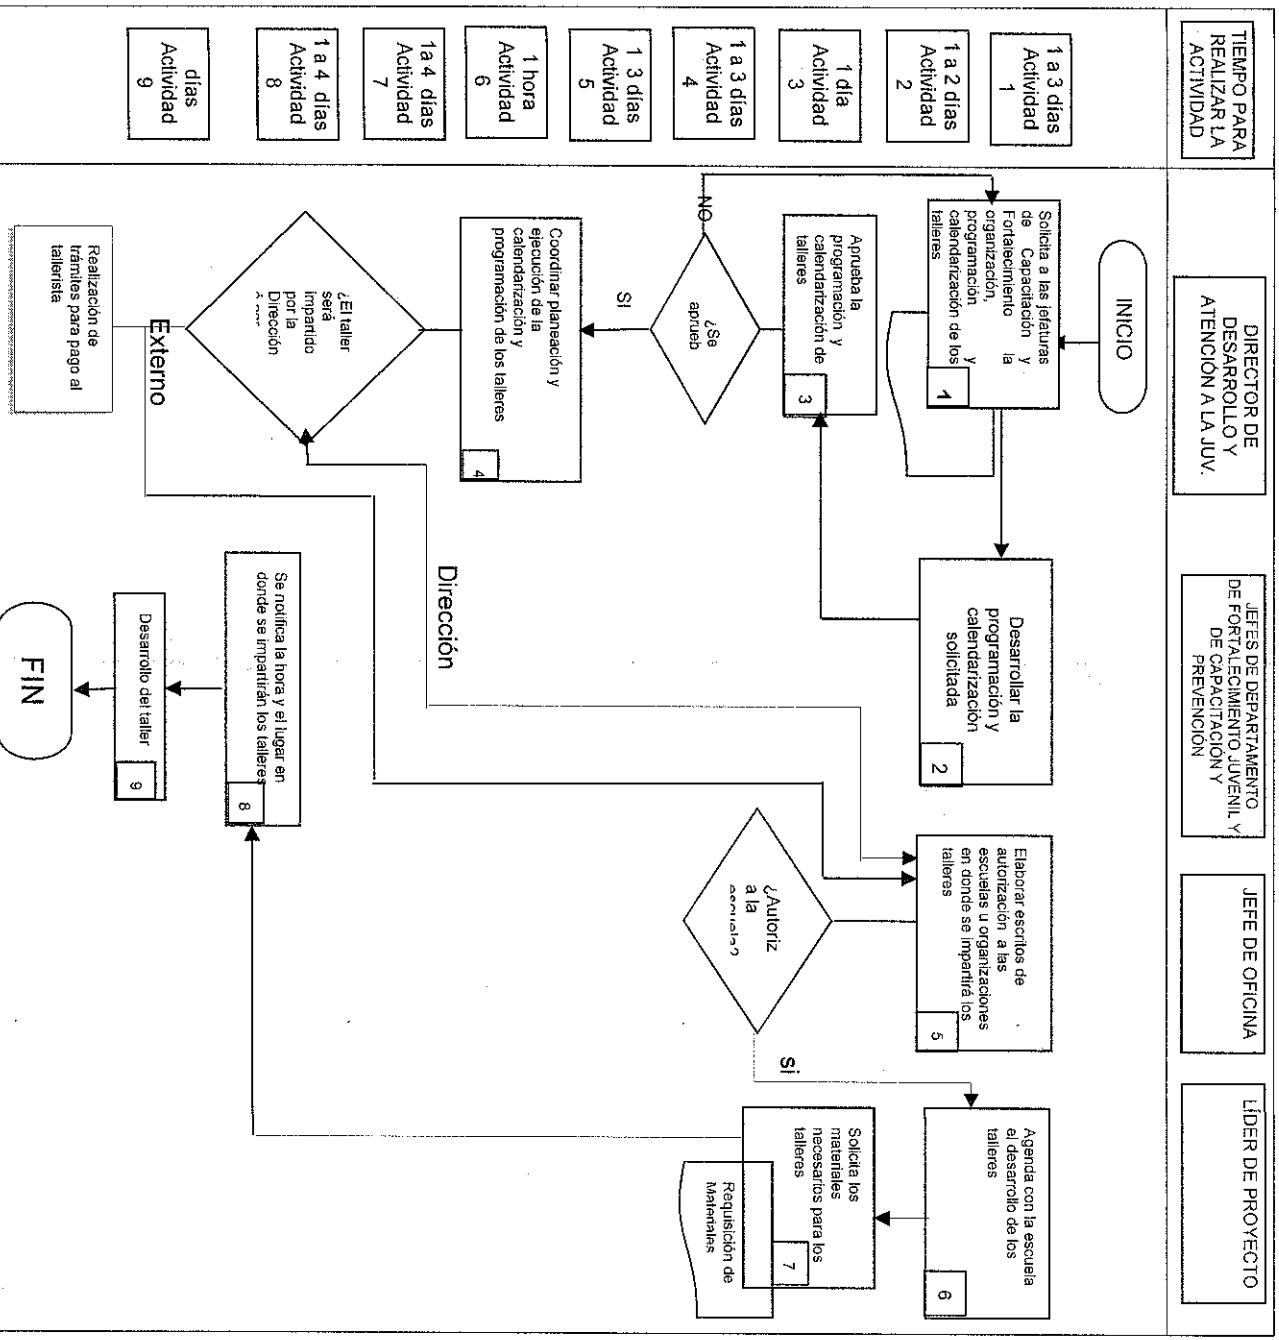 TIEMPO PARA
REALIZAR LA
ACTIVIDAD
DIRECTOR DE
DESARROLLO Y
ATENCIÓN A LA JUV.
JEFES DE DEPARTAMENTO
DE FORTALECIMIENTO JUVENIL Y
DE CAPACITACIÓN Y
PREVENCIÓN
JEFE DE OFICINA
LÍDER DE PROYECTO
1 a 3 días
Actividad
1
1 a 2 días
Actividad
2
1 día
Actividad
3
1 a 3 días
Actividad
4
1 3 días
Actividad
5
1 hora
Actividad
6
1a 4 días
Actividad
7
1 a 4 días
Actividad
8
días
Actividad
9
INICIO
Solicita a las jefaturas
de Capacitación y
Fortalecimiento la
organización,
programación y
calendarización de los
talleres
1
Desarrollar la
programación y
calendarización
solicitada
2
Aprueba la
programación y
calendarización de
talleres
3
¿Se
aprueb
NO
SI
Coordinar planeación y
ejecución de la
calendarización y
programación de los talleres
4
¿El taller
será
impartido
por la
Dirección
Dirección
Externo
Realización de
trámites para pago al
tallerista
Elaborar escritos de
autorización a las
escuelas u organizaciones
en donde se impartirá los
talleres
5
¿Autoriz
a la
escuela?
si
Agenda con la escuela
el desarrollo de los
talleres
6
Solicita los
materiales
necesarios para los
talleres
7
Requisición de
Materiales
Se notifica la hora y el lugar en
donde se impartirán los talleres
8
Desarrollo del taller
9
FIN